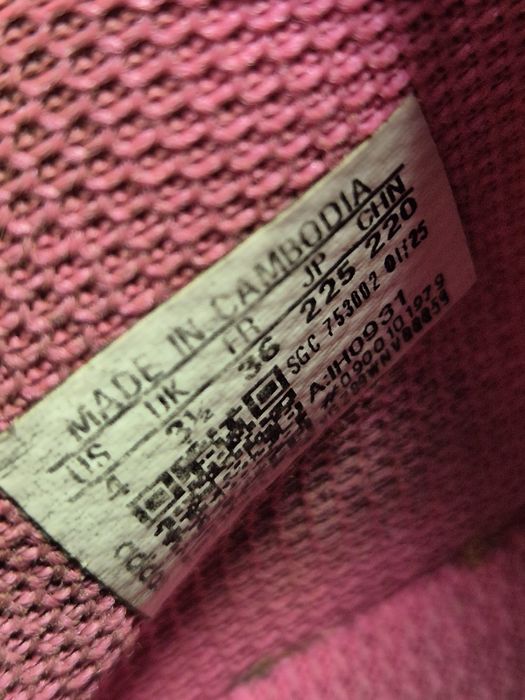 MADE IN CAMBODIA
US UK FR JP CHN
4 3½ 36 225 220
SGC 753002 01/25
A:IH0931